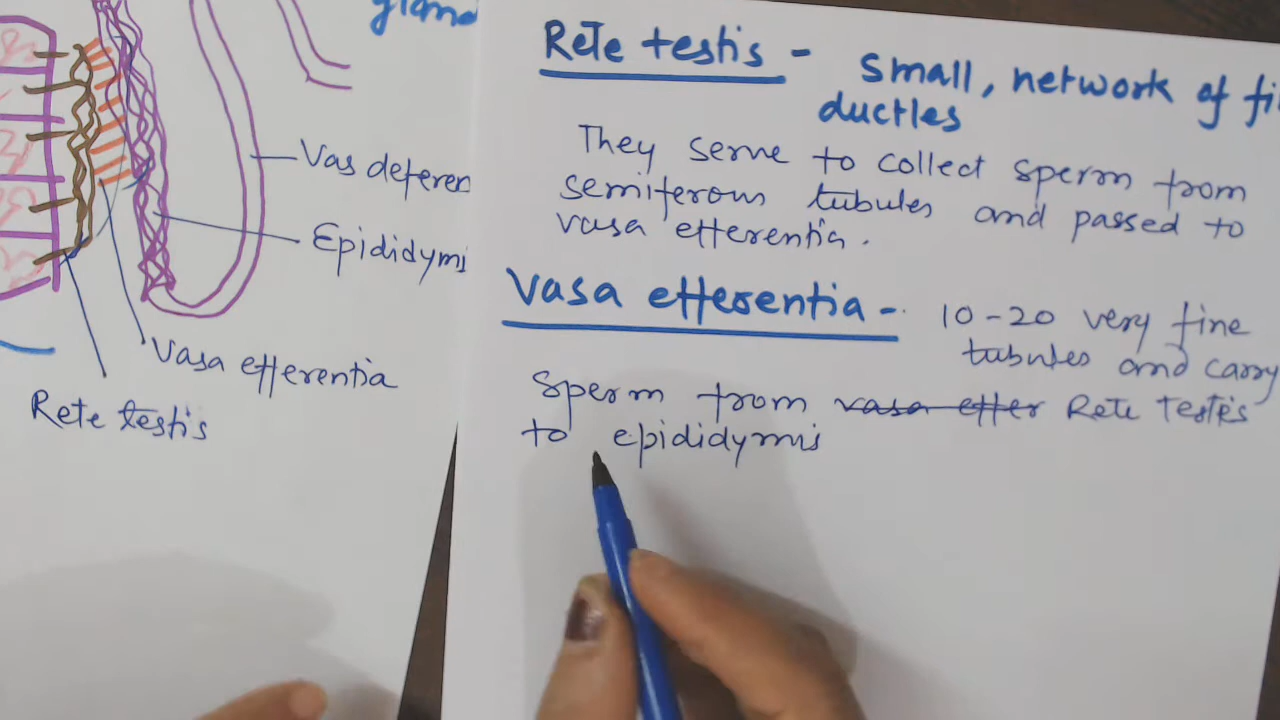 gland
Vas deferen
Epididymi
Vasa efferentia
Rete testis
Rete testis - small, network of fi
ductles
They serve to collect sperm from
semiferous tubules and passed to
vasa efferentia.
Vasa efferentia - 10-20 very fine
tubules and carry
sperm from vasa effer Rete Testis
to epididymis